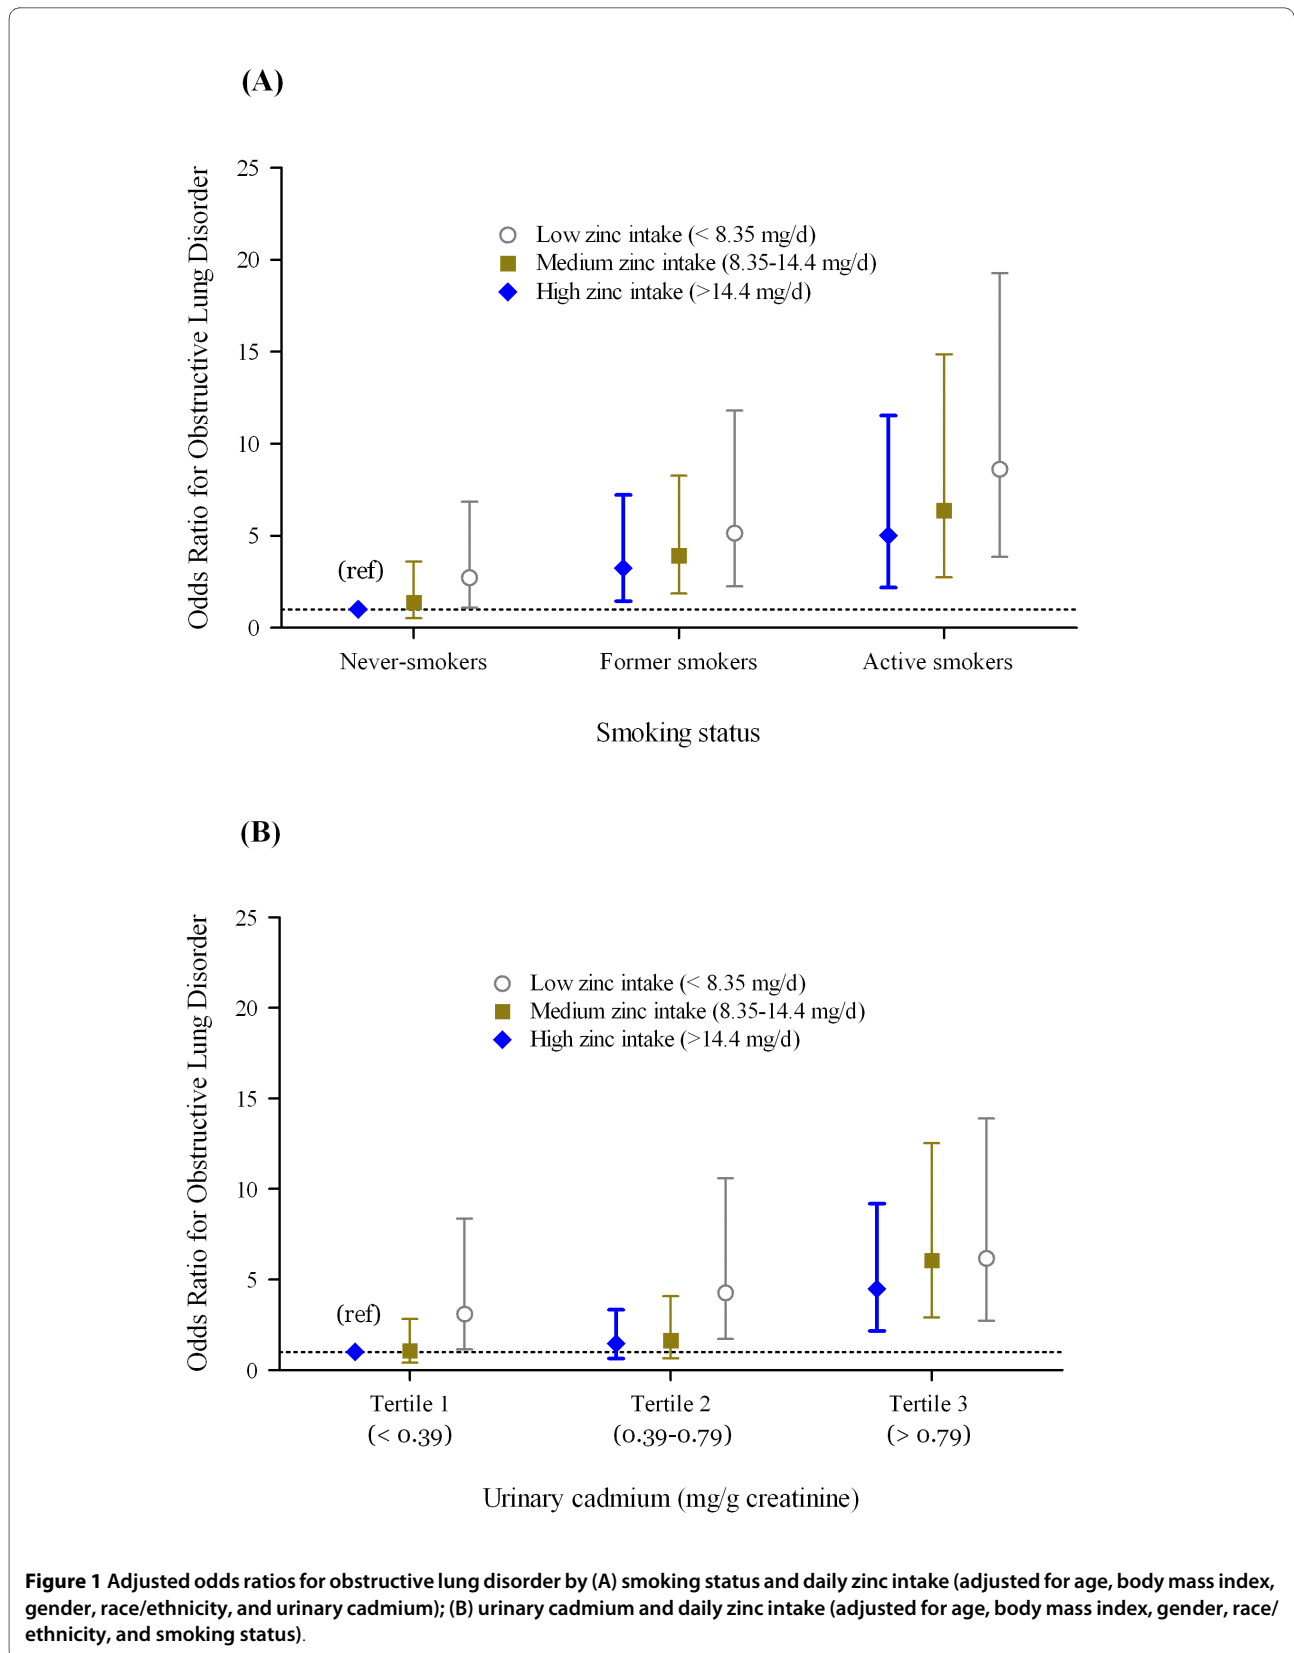 (A)
Odds Ratio for Obstructive Lung Disorder
25
20
15
10
5
0
Low zinc intake (< 8.35 mg/d)
Medium zinc intake (8.35-14.4 mg/d)
High zinc intake (>14.4 mg/d)
(ref)
Never-smokers
Former smokers
Active smokers
Smoking status
(B)
Odds Ratio for Obstructive Lung Disorder
25
20
15
10
5
0
Low zinc intake (< 8.35 mg/d)
Medium zinc intake (8.35-14.4 mg/d)
High zinc intake (>14.4 mg/d)
(ref)
Tertile 1
(< 0.39)
Tertile 2
(0.39-0.79)
Tertile 3
(> 0.79)
Urinary cadmium (mg/g creatinine)
Figure 1 Adjusted odds ratios for obstructive lung disorder by (A) smoking status and daily zinc intake (adjusted for age, body mass index,
gender, race/ethnicity, and urinary cadmium); (B) urinary cadmium and daily zinc intake (adjusted for age, body mass index, gender, race/
ethnicity, and smoking status).